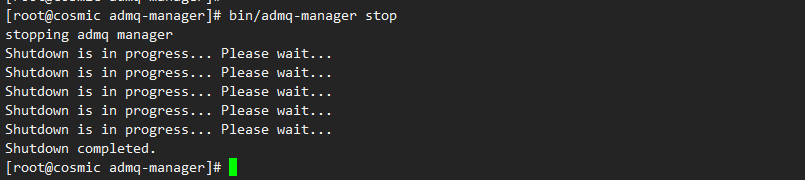 [root@cosmic admq-manager]# bin/admq-manager stop
stopping admq manager
Shutdown is in progress... Please wait...
Shutdown is in progress... Please wait...
Shutdown is in progress... Please wait...
Shutdown is in progress... Please wait...
Shutdown is in progress... Please wait...
Shutdown completed.
[root@cosmic admq-manager]#